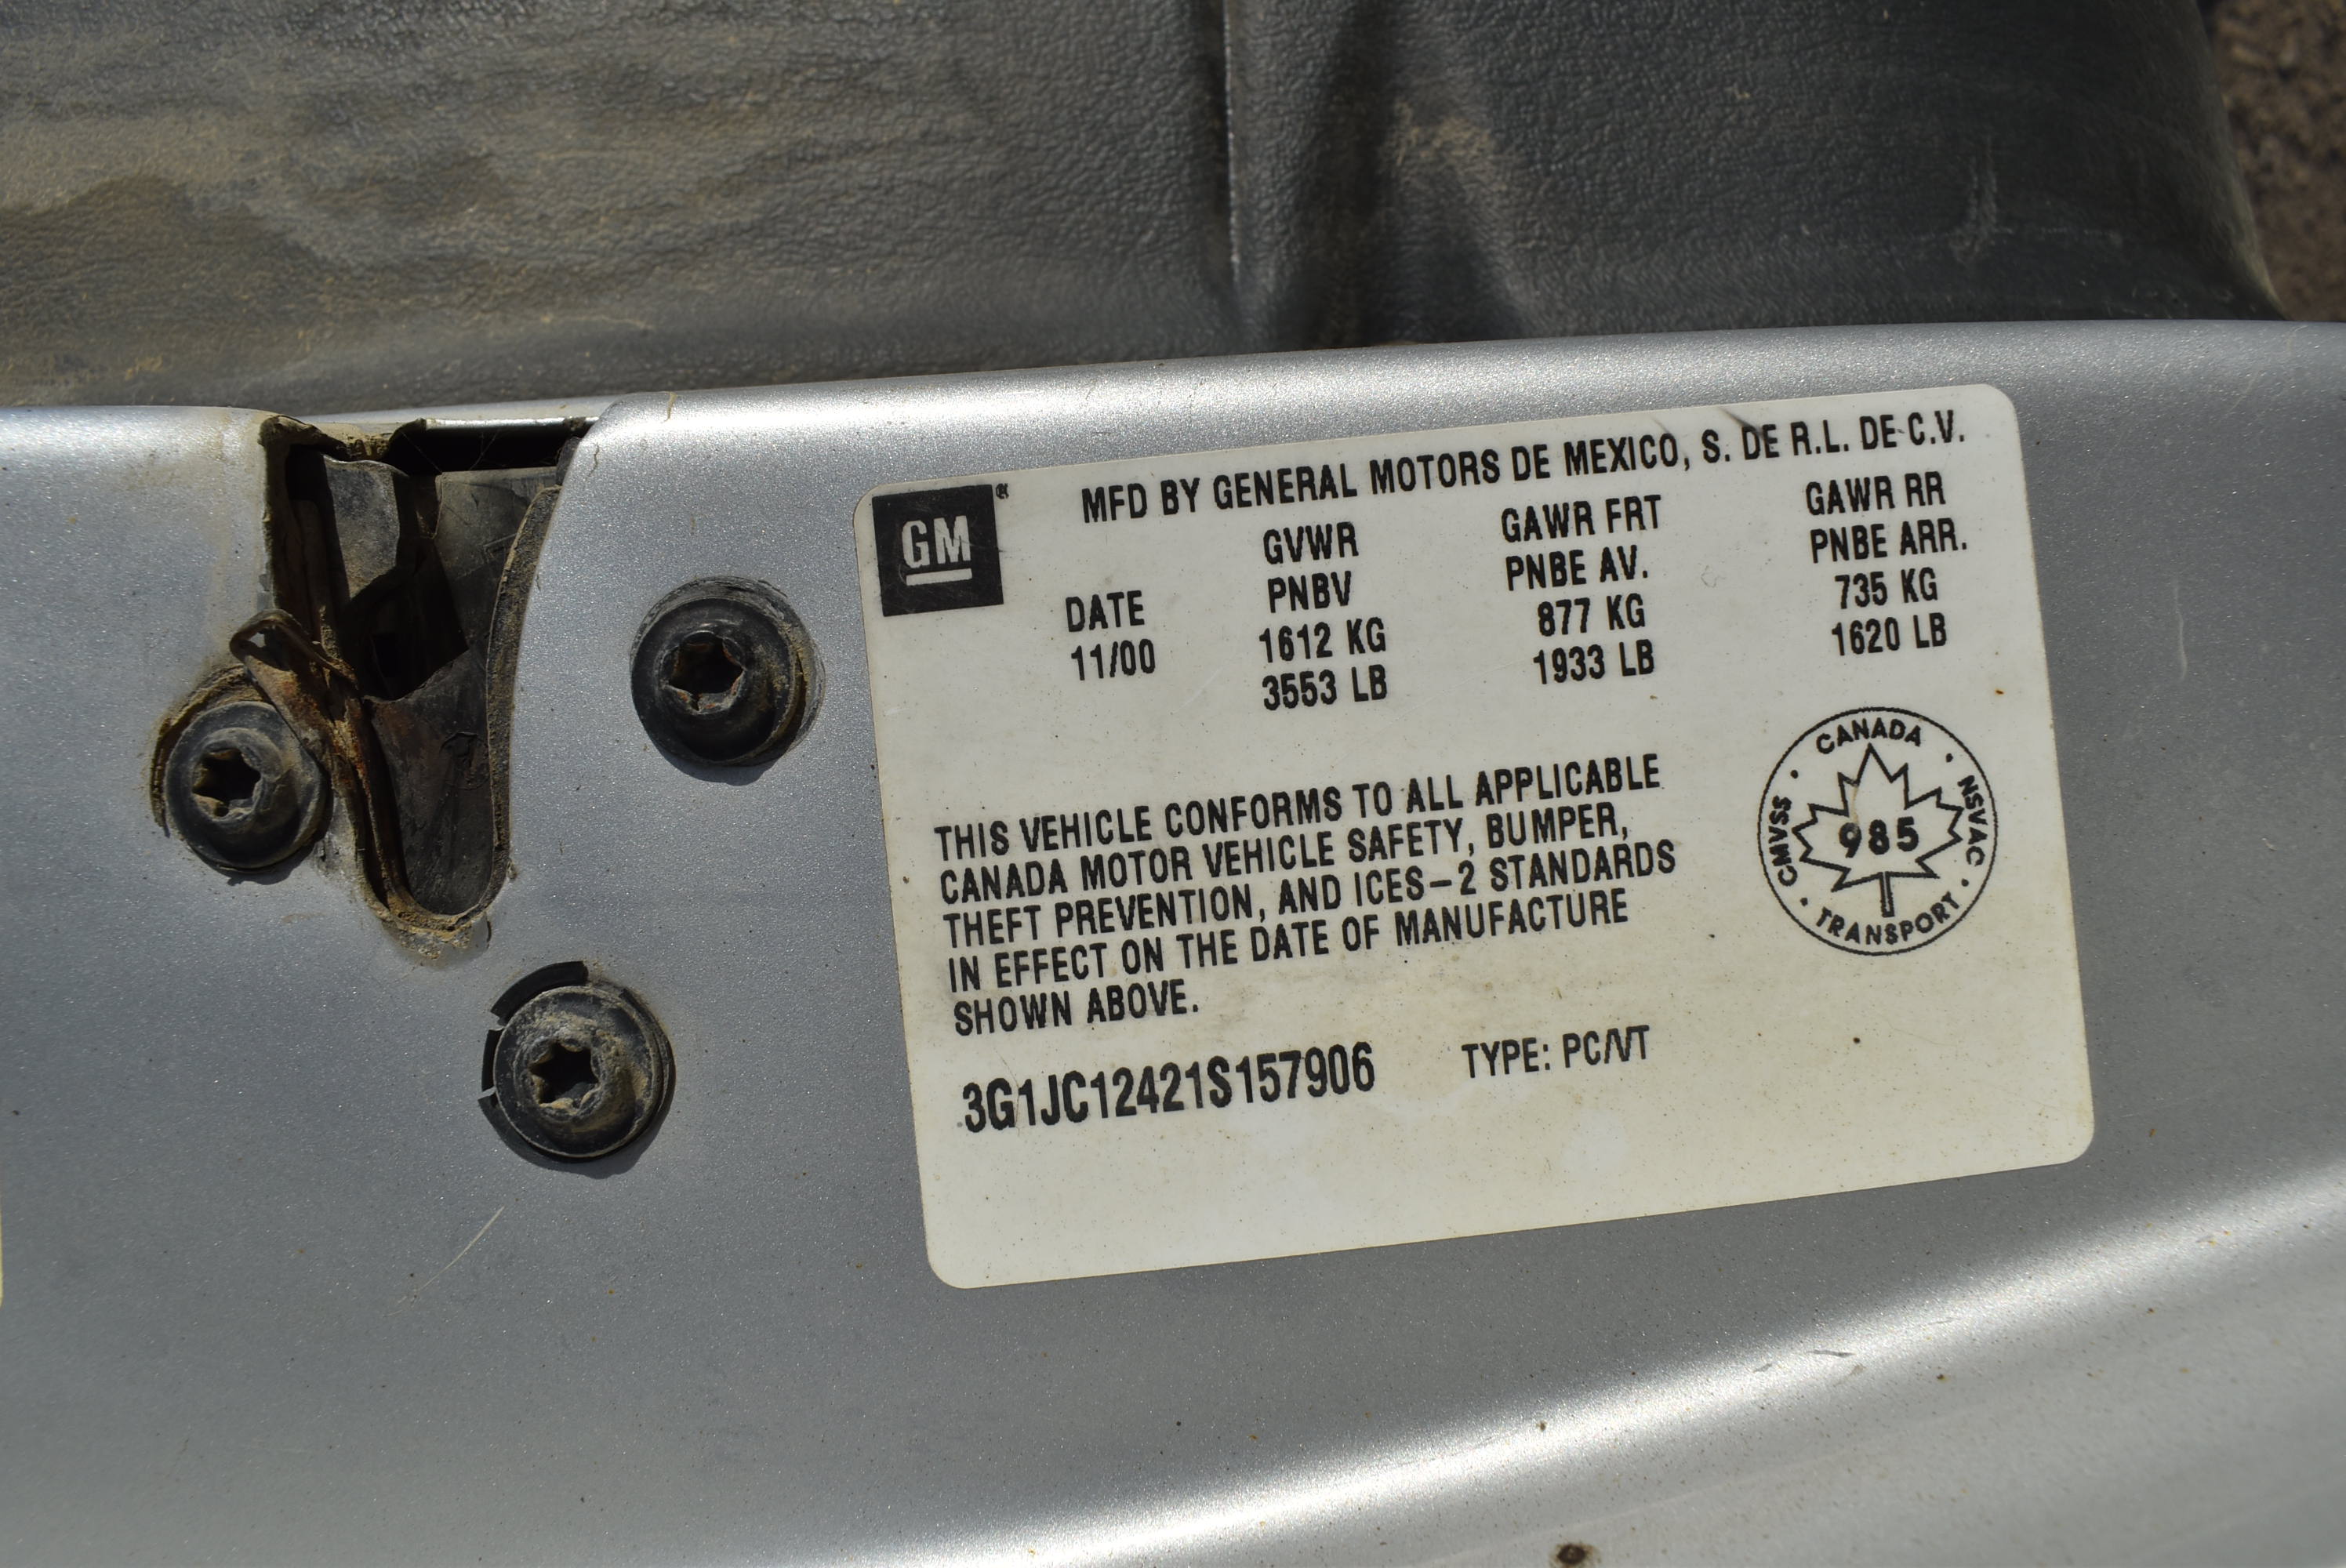 GM
MFD BY GENERAL MOTORS DE MEXICO, S. DE R.L. DE C.V.
GVWR GAWR FRT GAWR RR
DATE PNBV PNBE AV. PNBE ARR.
11/00 1612 KG 877 KG 735 KG
3553 LB 1933 LB 1620 LB
THIS VEHICLE CONFORMS TO ALL APPLICABLE
CANADA MOTOR VEHICLE SAFETY, BUMPER,
THEFT PREVENTION, AND ICES-2 STANDARDS
IN EFFECT ON THE DATE OF MANUFACTURE
SHOWN ABOVE.
CANADA
CMVSS
985
NSVAC
TRANSPORT
3G1JC12421S157906 TYPE: PC/VT